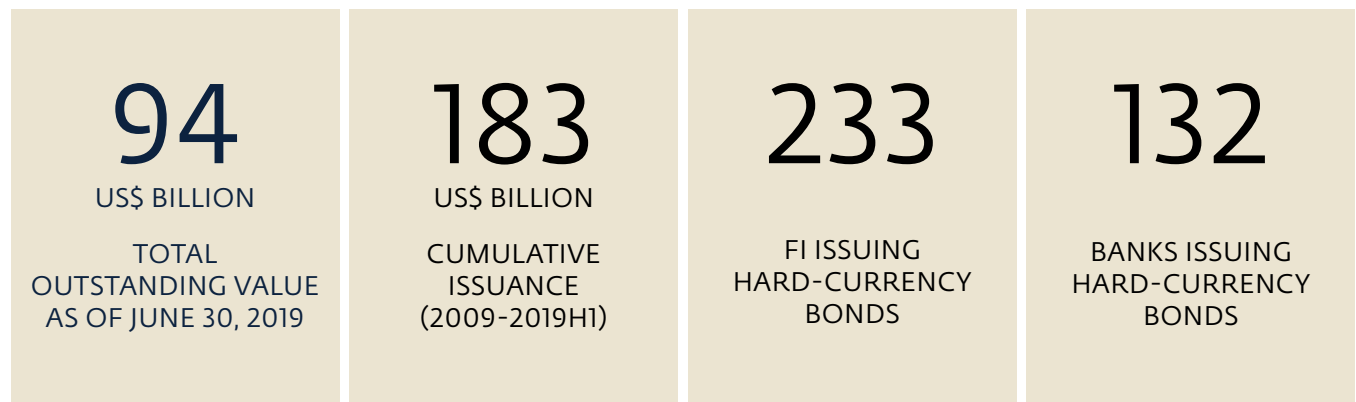 94
US$ BILLION
TOTAL
OUTSTANDING VALUE
AS OF JUNE 30, 2019
183
US$ BILLION
CUMULATIVE
ISSUANCE
(2009-2019H1)
233
FI ISSUING
HARD-CURRENCY
BONDS
132
BANKS ISSUING
HARD-CURRENCY
BONDS